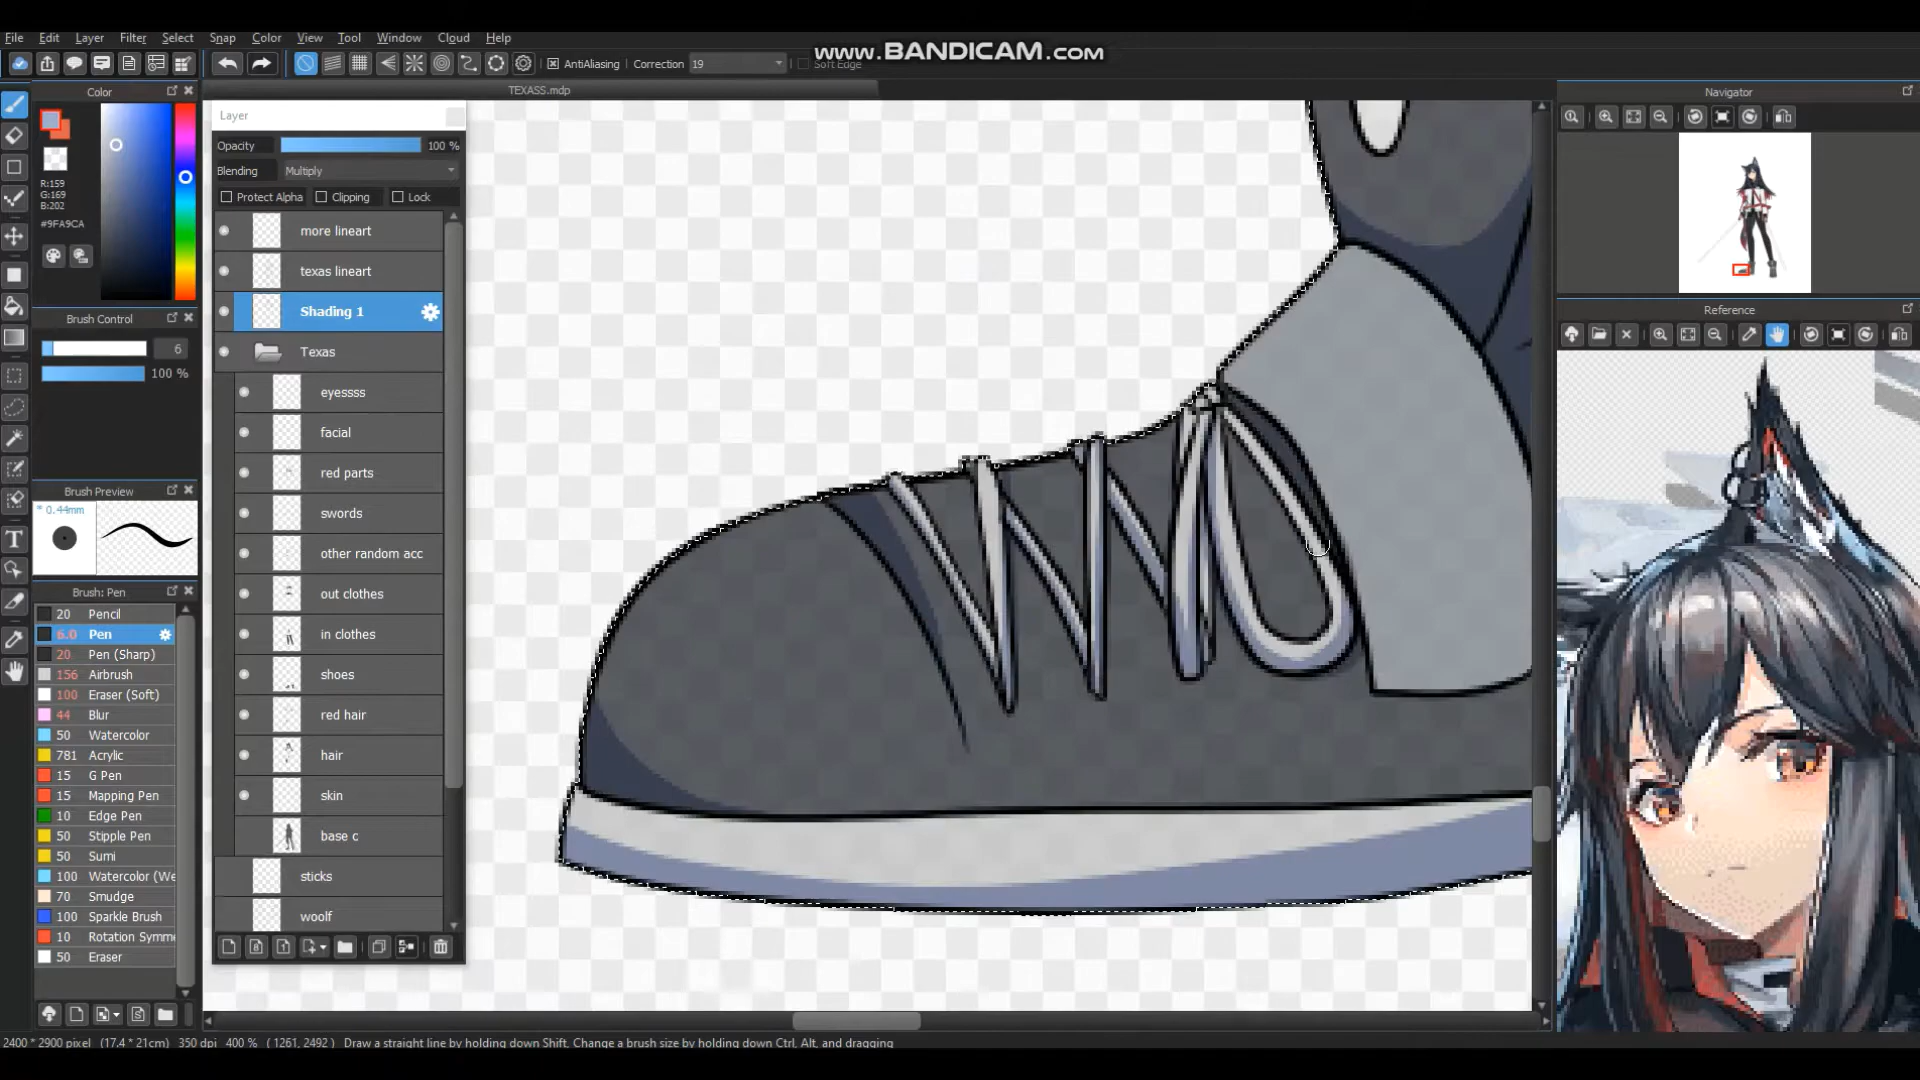 www.BANDICAM.com
File Edit Layer Filter Select Snap Color View Tool Window Cloud Help
AntiAliasing Correction 19 Soft Edge
TEXASS.mdp
Color
R:159
G:169
B:202
#9FA9CA
Brush Control
6
100 %
Brush Preview
* 0.44mm
Brush: Pen
20 Pencil
6.0 Pen
20 Pen (Sharp)
156 Airbrush
100 Eraser (Soft)
44 Blur
50 Watercolor
781 Acrylic
15 G Pen
15 Mapping Pen
10 Edge Pen
50 Stipple Pen
50 Sumi
100 Watercolor (We
70 Smudge
100 Sparkle Brush
10 Rotation Symme
50 Eraser
Layer
Opacity 100 %
Blending Multiply
Protect Alpha Clipping Lock
more lineart
texas lineart
Shading 1
Texas
eyessss
facial
red parts
swords
other random acc
out clothes
in clothes
shoes
red hair
hair
skin
base c
sticks
woolf
Navigator
Reference
2400 * 2900 pixel (17.4 * 21cm) 350 dpi 400 % ( 1261, 2492 ) Draw a straight line by holding down Shift, Change a brush size by holding down Ctrl, Alt, and dragging